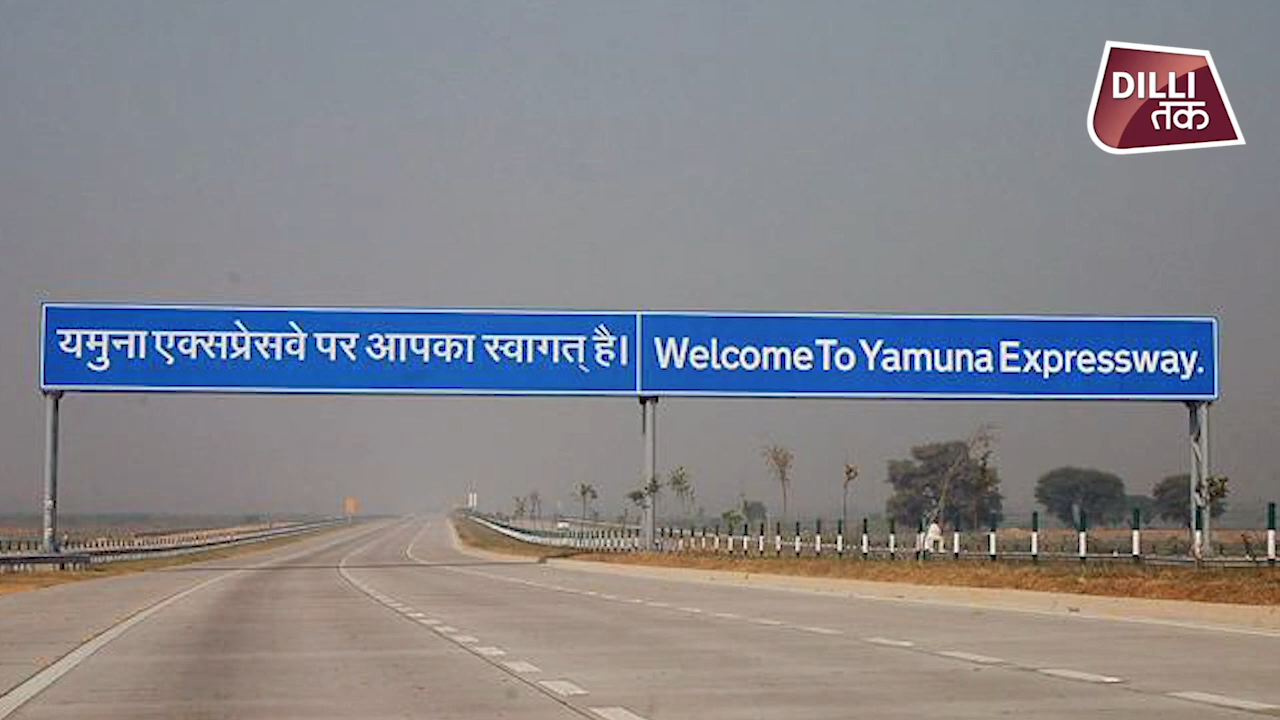 DILLI
तक
यमुना एक्सप्रेसवे पर आपका स्वागत् है।
Welcome To Yamuna Expressway.